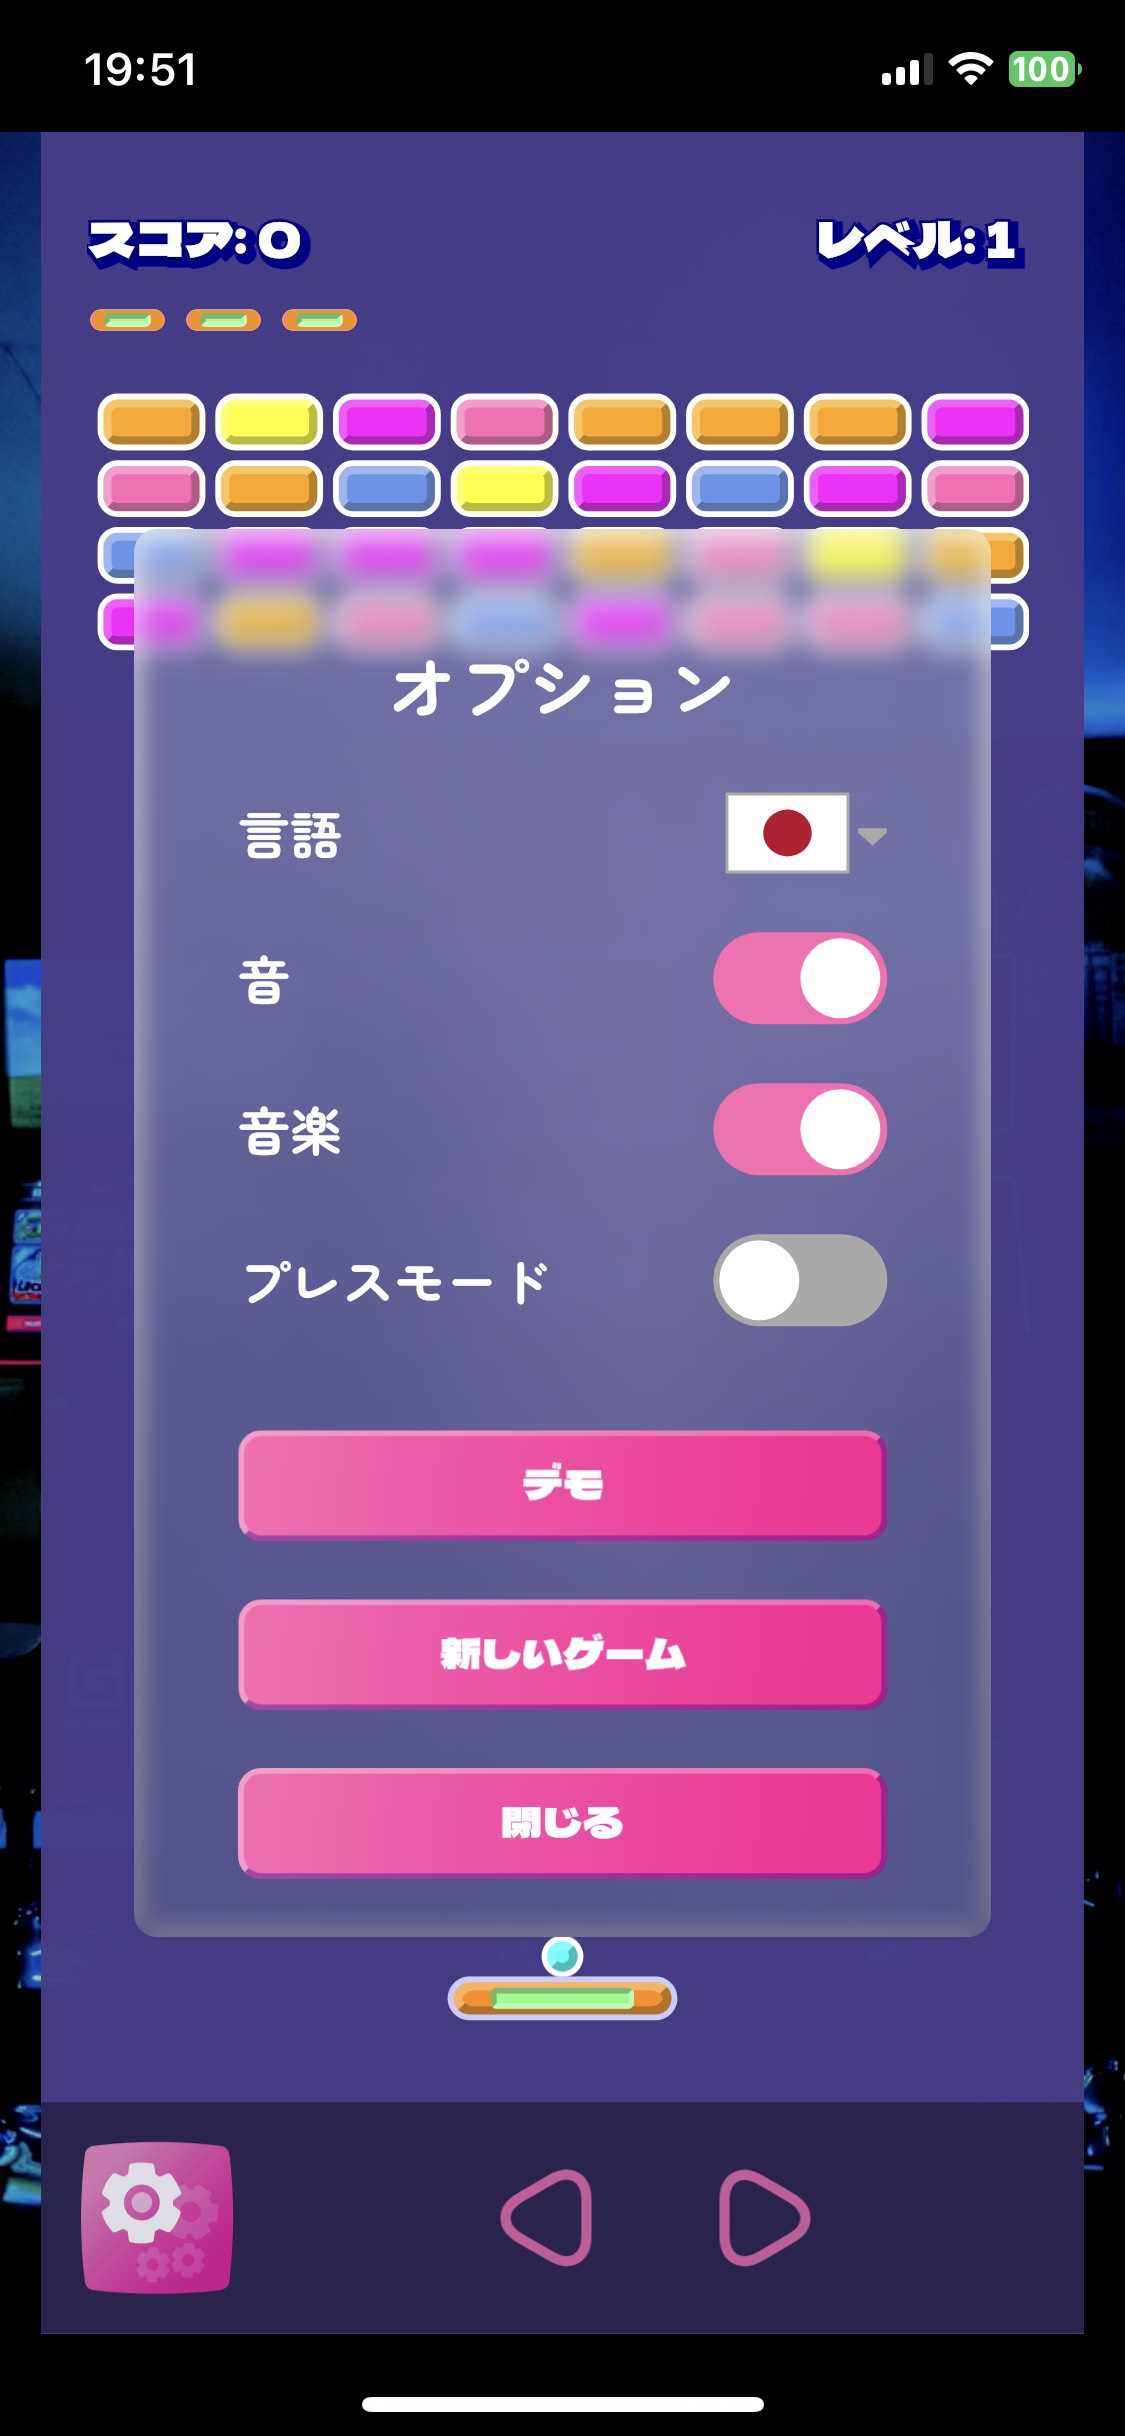 19:51
100
スコア: 0
レベル: 1
オプション
言語
音
音楽
プレスモード
デモ
新しいゲーム
閉じる